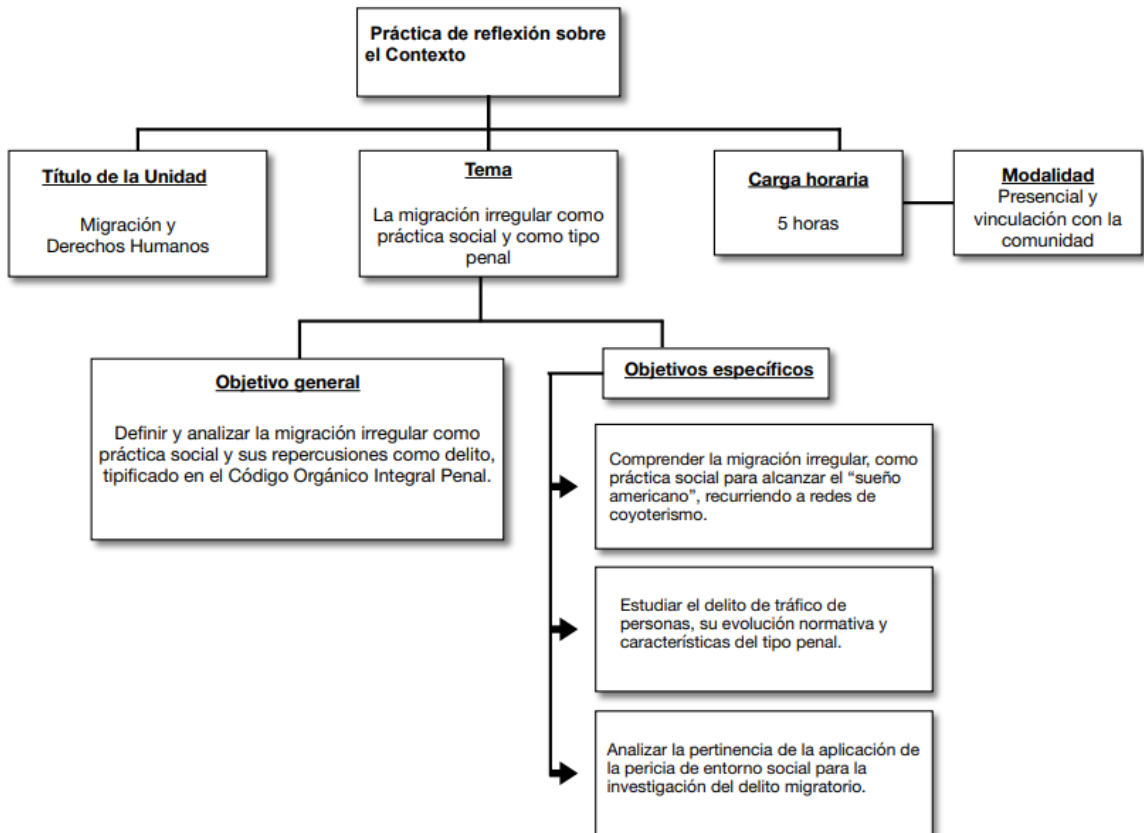 Práctica de reflexión sobre
el Contexto
Título de la Unidad
Migración y
Derechos Humanos
Tema
La migración irregular como
práctica social y como tipo
penal
Carga horaria
5 horas
Modalidad
Presencial y
vinculación con la
comunidad
Objetivo general
Definir y analizar la migración irregular como
práctica social y sus repercusiones como delito,
tipificado en el Código Orgánico Integral Penal.
Objetivos específicos
Comprender la migración irregular, como
práctica social para alcanzar el “sueño
americano”, recurriendo a redes de
coyoterismo.
Estudiar el delito de tráfico de
personas, su evolución normativa y
características del tipo penal.
Analizar la pertinencia de la aplicación de
la pericia de entorno social para la
investigación del delito migratorio.